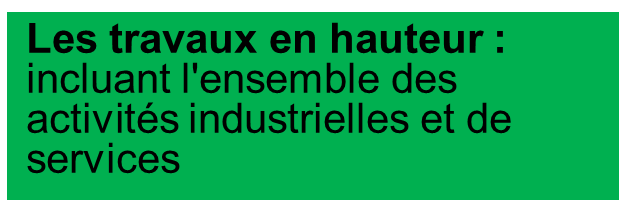 Les travaux en hauteur :
incluant l'ensemble des
activités industrielles et de
services